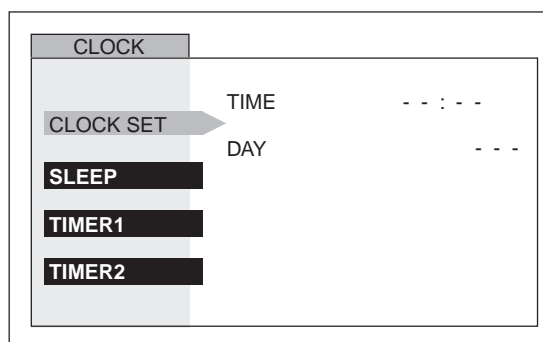 CLOCK
CLOCK SET
TIME - - : - -
DAY - - -
SLEEP
TIMER1
TIMER2